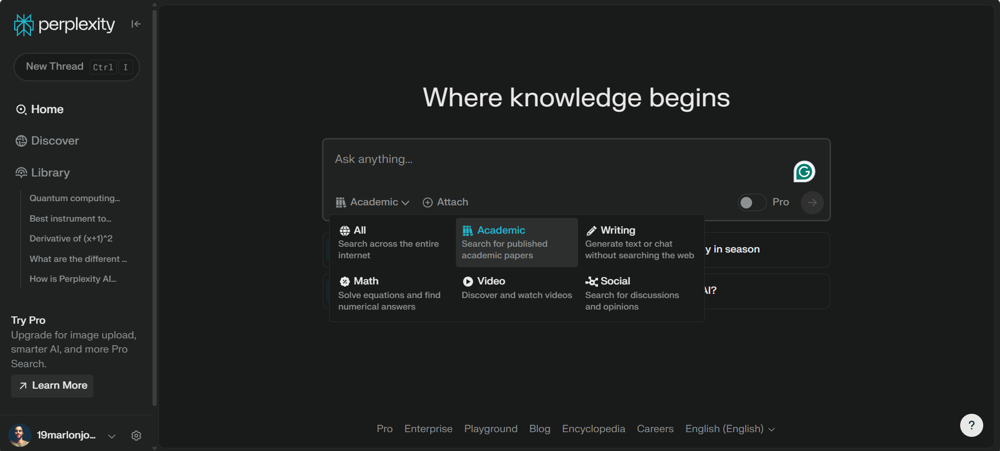 perplexity
New Thread Ctrl I
Home
Discover
Library
Quantum computing...
Best instrument to...
Derivative of (x+1)^2
What are the different ...
How is Perplexity AI...
Try Pro
Upgrade for image upload,
smarter AI, and more Pro
Search.
Learn More
19marlonjo...
Where knowledge begins
Ask anything...
G
Academic
Attach
Pro
All
Search across the entire
internet
Academic
Search for published
academic papers
Writing
Generate text or chat
without searching the web
Math
Solve equations and find
numerical answers
Video
Discover and watch videos
Social
Search for discussions
and opinions
y in season
AI?
Pro Enterprise Playground Blog Encyclopedia Careers English (English)
?